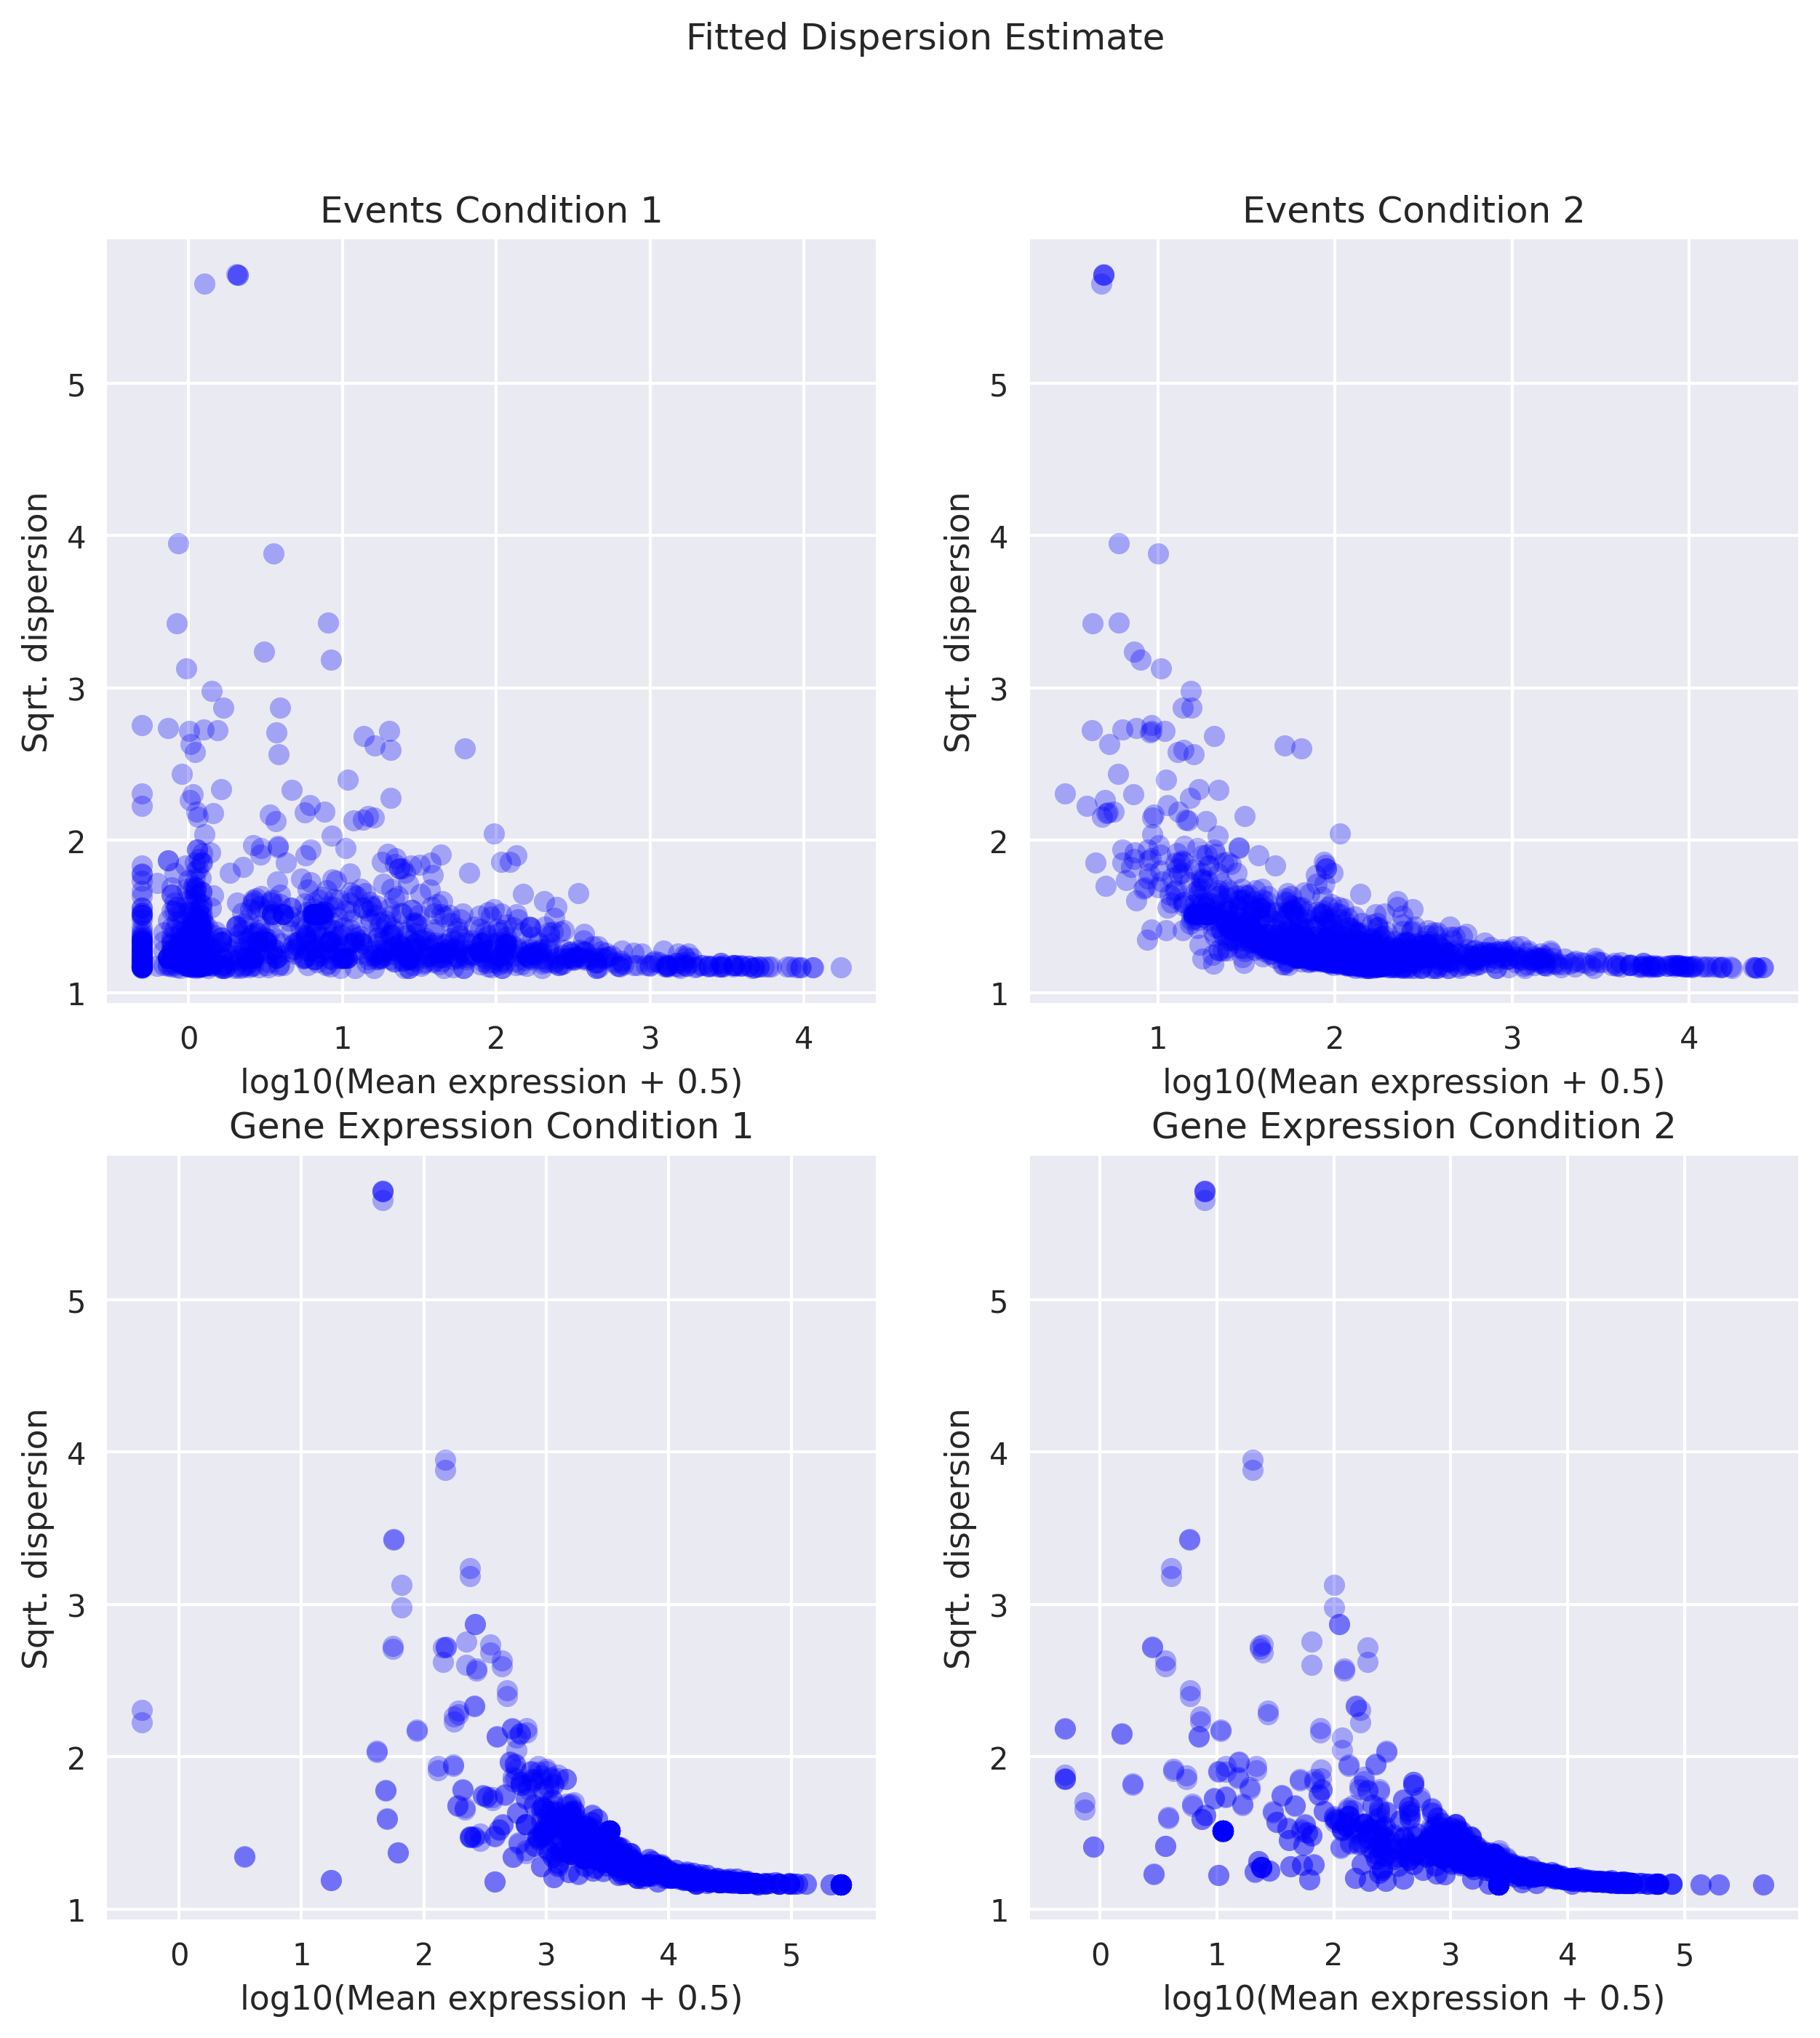 Fitted Dispersion Estimate
Events Condition 1
Sqrt. dispersion
5
4
3
2
1
0 1 2 3 4
log10(Mean expression + 0.5)
Events Condition 2
Sqrt. dispersion
5
4
3
2
1
1 2 3 4
log10(Mean expression + 0.5)
Gene Expression Condition 1
Sqrt. dispersion
5
4
3
2
1
0 1 2 3 4 5
log10(Mean expression + 0.5)
Gene Expression Condition 2
Sqrt. dispersion
5
4
3
2
1
0 1 2 3 4 5
log10(Mean expression + 0.5)